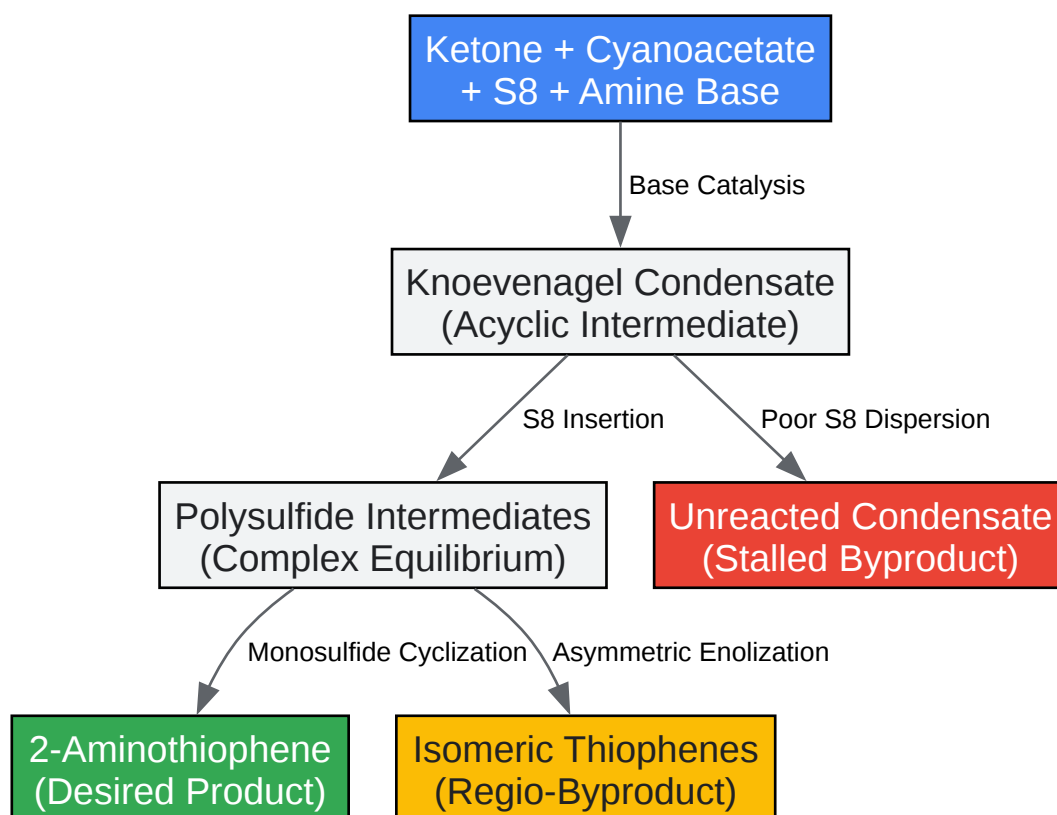 Ketone + Cyanoacetate
+ S8 + Amine Base
Base Catalysis
Knoevenagel Condensate
(Acyclic Intermediate)
S8 Insertion
Poor S8 Dispersion
Polysulfide Intermediates
(Complex Equilibrium)
Unreacted Condensate
(Stalled Byproduct)
Monosulfide Cyclization
Asymmetric Enolization
2-Aminothiophene
(Desired Product)
Isomeric Thiophenes
(Regio-Byproduct)